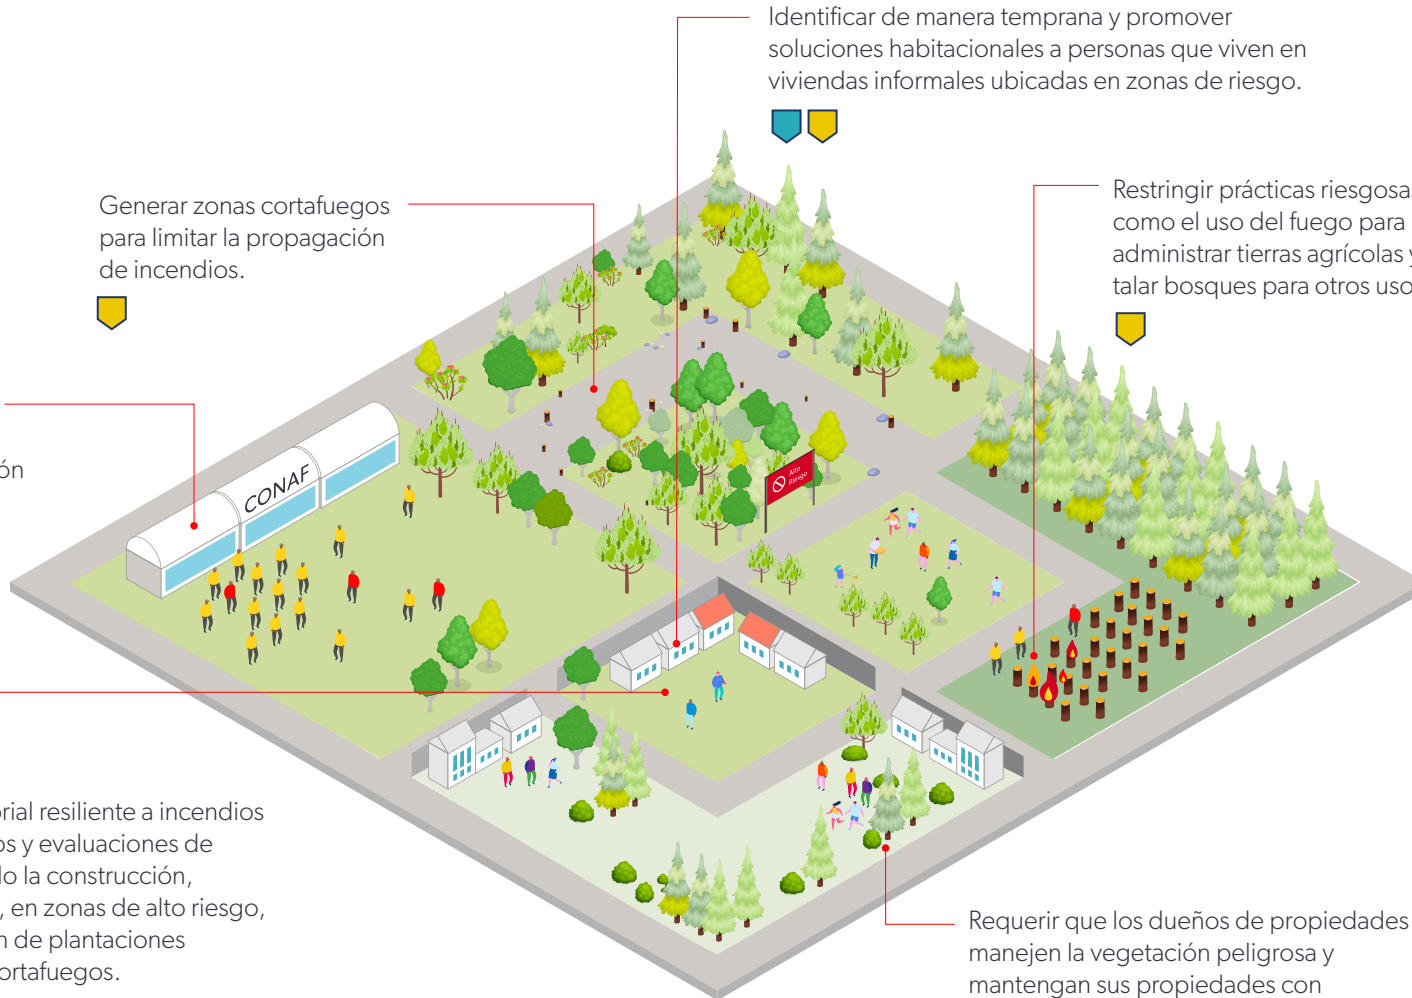 Identificar de manera temprana y promover
soluciones habitacionales a personas que viven en
viviendas informales ubicadas en zonas de riesgo.
Generar zonas cortafuegos
para limitar la propagación
de incendios.
Restringir prácticas riesgosas
como el uso del fuego para
administrar tierras agrícolas y
talar bosques para otros uso
ón
CONAF
Alto
Riesgo
rial resiliente a incendios
os y evaluaciones de
do la construcción,
, en zonas de alto riesgo,
n de plantaciones
ortafuegos.
Requerir que los dueños de propiedades
manejen la vegetación peligrosa y
mantengan sus propiedades con